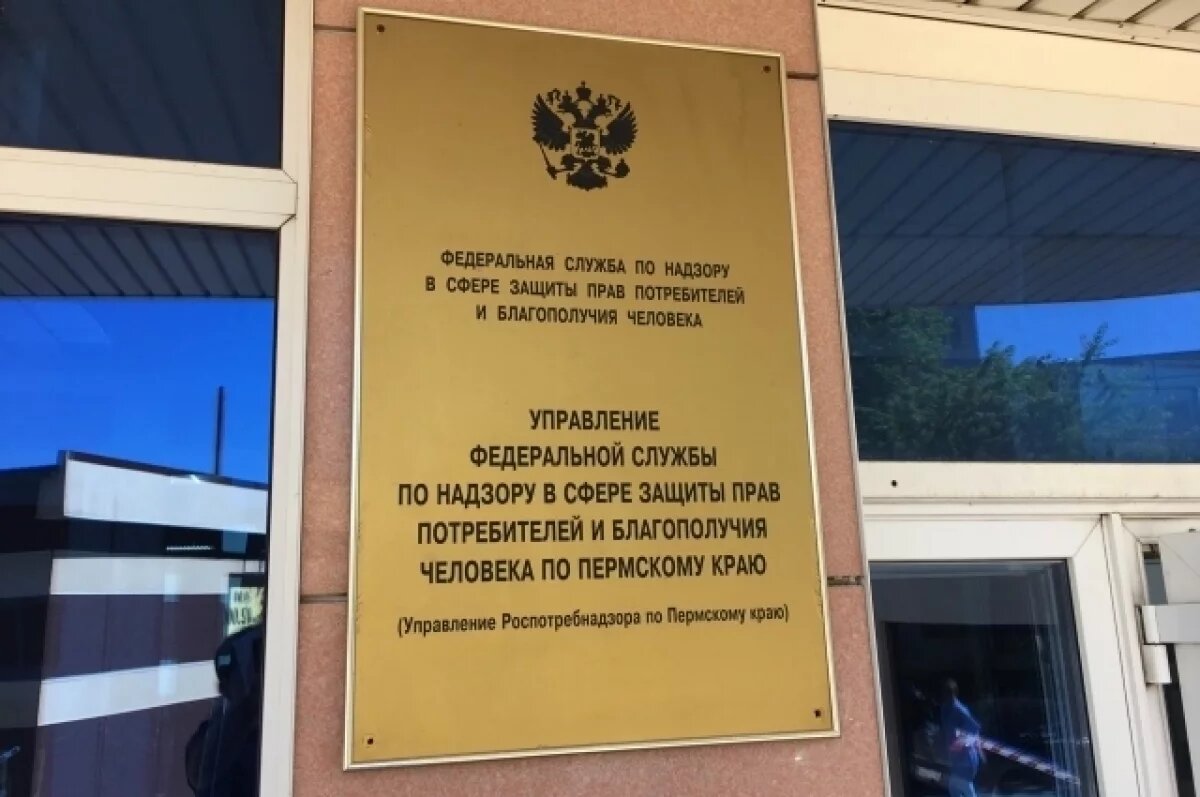 ФЕДЕРАЛЬНАЯ СЛУЖБА ПО НАДЗОРУ
В СФЕРЕ ЗАЩИТЫ ПРАВ ПОТРЕБИТЕЛЕЙ
И БЛАГОПОЛУЧИЯ ЧЕЛОВЕКА
УПРАВЛЕНИЕ
ФЕДЕРАЛЬНОЙ СЛУЖБЫ
ПО НАДЗОРУ В СФЕРЕ ЗАЩИТЫ ПРАВ
ПОТРЕБИТЕЛЕЙ И БЛАГОПОЛУЧИЯ
ЧЕЛОВЕКА ПО ПЕРМСКОМУ КРАЮ
(Управление Роспотребнадзора по Пермскому краю)